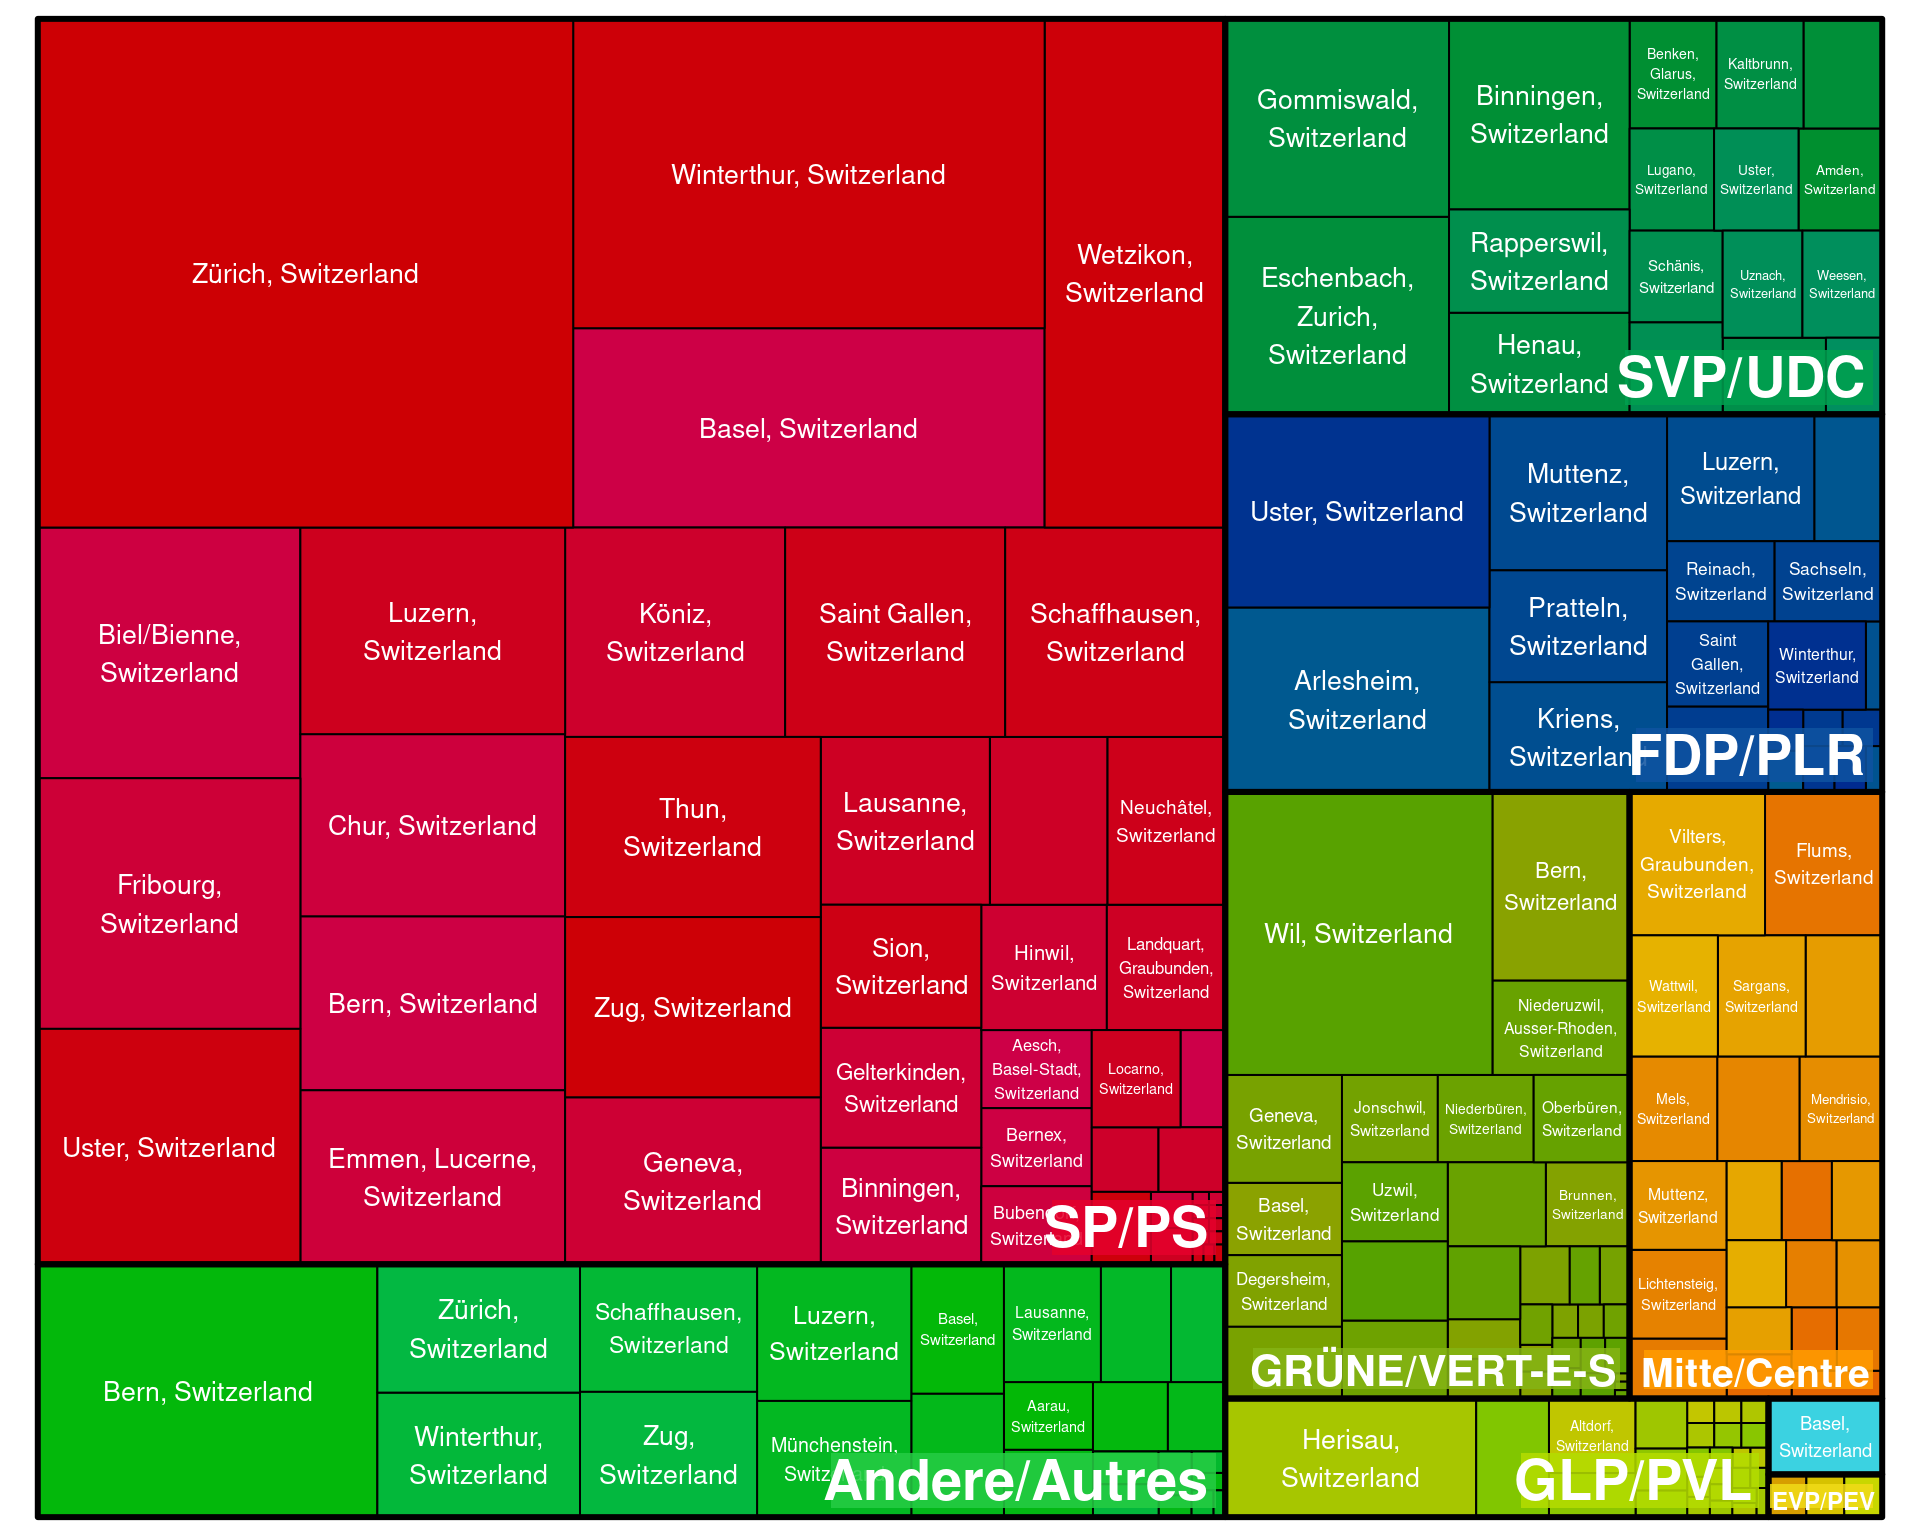 Zürich, Switzerland
Winterthur, Switzerland
Basel, Switzerland
Wetzikon,
Switzerland
Biel/Bienne,
Switzerland
Fribourg,
Switzerland
Uster, Switzerland
Luzern,
Switzerland
Chur, Switzerland
Bern, Switzerland
Emmen, Lucerne,
Switzerland
Köniz,
Switzerland
Saint Gallen,
Switzerland
Schaffhausen,
Switzerland
Thun,
Switzerland
Zug, Switzerland
Geneva,
Switzerland
Lausanne,
Switzerland
Neuchâtel,
Switzerland
Sion,
Switzerland
Hinwil,
Switzerland
Landquart,
Graubunden,
Switzerland
Gelterkinden,
Switzerland
Binningen,
Switzerland
Aesch,
Basel-Stadt,
Switzerland
Bernex,
Switzerland
Locarno,
Switzerland
SP/PS
Bern, Switzerland
Zürich,
Switzerland
Winterthur,
Switzerland
Schaffhausen,
Switzerland
Zug,
Switzerland
Luzern,
Switzerland
Münchenstein,
Basel,
Switzerland
Lausanne,
Switzerland
Aarau,
Switzerland
Andere/Autres
Gommiswald,
Switzerland
Eschenbach,
Zurich,
Switzerland
Binningen,
Switzerland
Rapperswil,
Switzerland
Henau,
Switzerland
Benken,
Glarus,
Switzerland
Kaltbrunn,
Switzerland
Lugano,
Switzerland
Uster,
Switzerland
Amden,
Switzerland
Schänis,
Switzerland
Uznach,
Switzerland
Weesen,
Switzerland
SVP/UDC
Uster, Switzerland
Arlesheim,
Switzerland
Muttenz,
Switzerland
Pratteln,
Switzerland
Kriens,
Switzerland
Luzern,
Switzerland
Reinach,
Switzerland
Sachseln,
Switzerland
Saint
Gallen,
Switzerland
Winterthur,
Switzerland
FDP/PLR
Wil, Switzerland
Bern,
Switzerland
Niederuzwil,
Ausser-Rhoden,
Switzerland
Geneva,
Switzerland
Basel,
Switzerland
Degersheim,
Switzerland
Jonschwil,
Switzerland
Niederbüren,
Switzerland
Oberbüren,
Switzerland
Uzwil,
Switzerland
Brunnen,
Switzerland
GRÜNE/VERT-E-S
Vilters,
Graubunden,
Switzerland
Flums,
Switzerland
Wattwil,
Switzerland
Sargans,
Switzerland
Mels,
Switzerland
Mendrisio,
Switzerland
Muttenz,
Switzerland
Lichtensteig,
Switzerland
Mitte/Centre
Herisau,
Switzerland
Altdorf,
Switzerland
GLP/PVL
Basel,
Switzerland
EVP/PEV